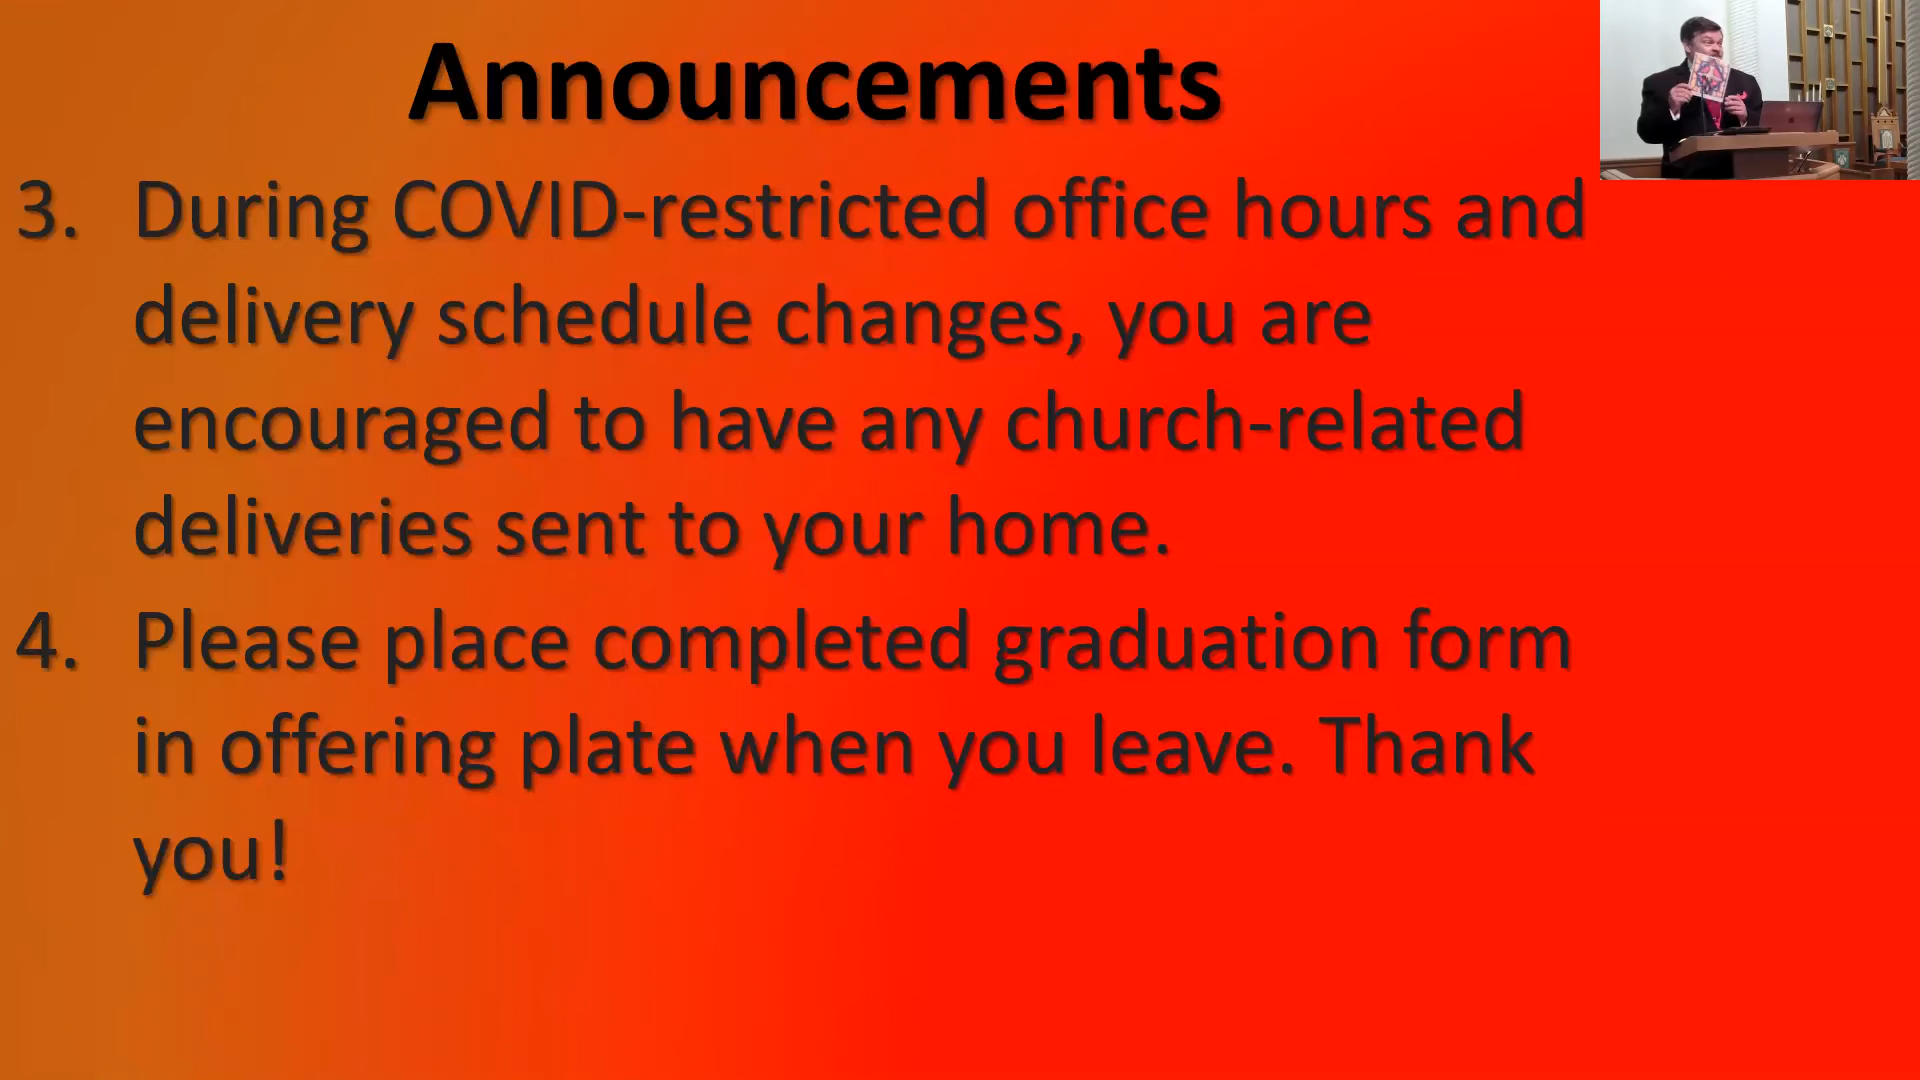 Announcements
3. During COVID-restricted office hours and
delivery schedule changes, you are
encouraged to have any church-related
deliveries sent to your home.
4. Please place completed graduation form
in offering plate when you leave. Thank
you!